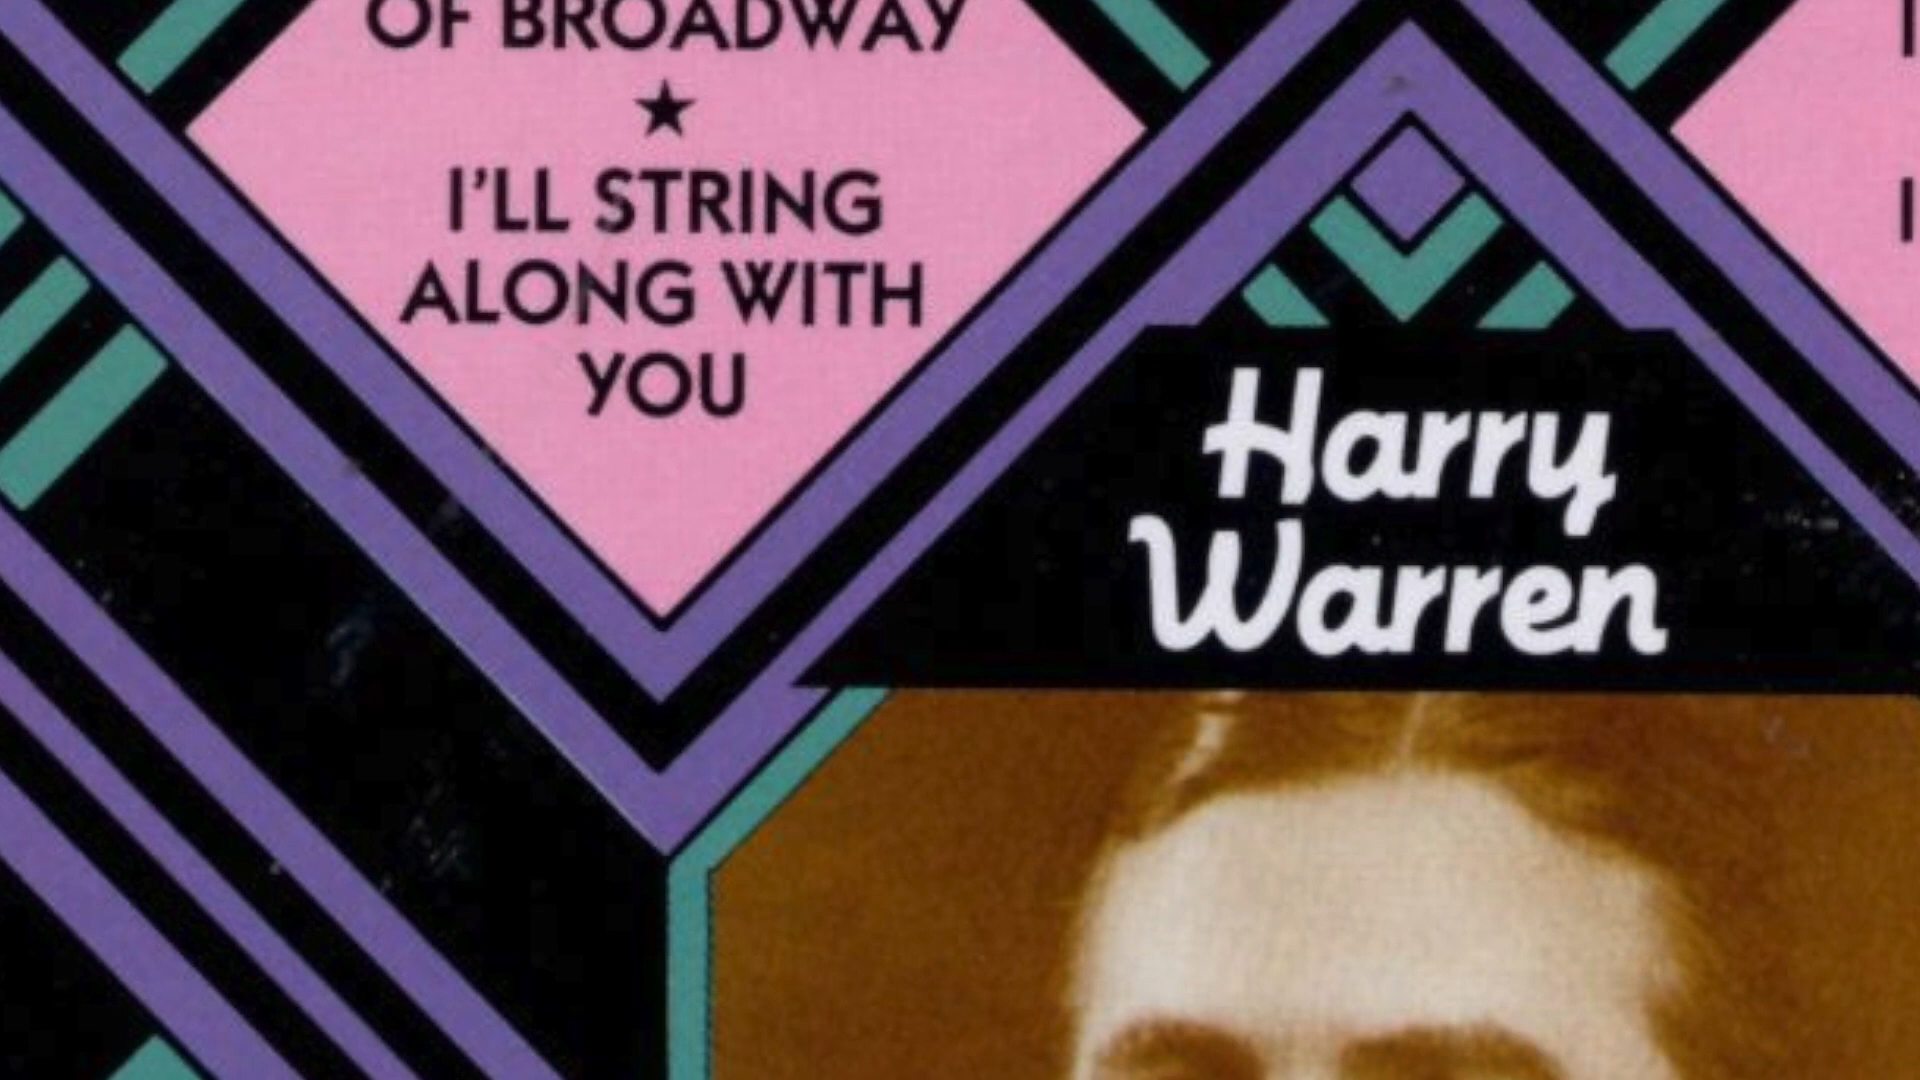 OF BROADWAY
★
I'LL STRING
ALONG WITH
YOU
Harry
Warren